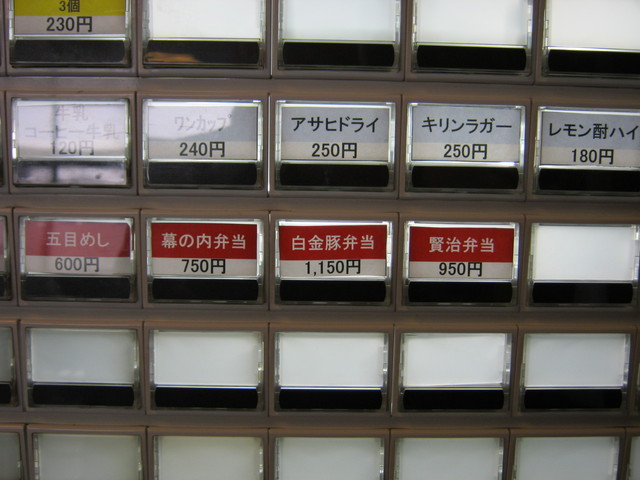 3個
230円
牛乳
コーヒー牛乳
120円
ワンカップ
240円
アサヒドライ
250円
キリンラガー
250円
レモン酎ハイ
180円
五目めし
600円
幕の内弁当
750円
白金豚弁当
1,150円
賢治弁当
950円